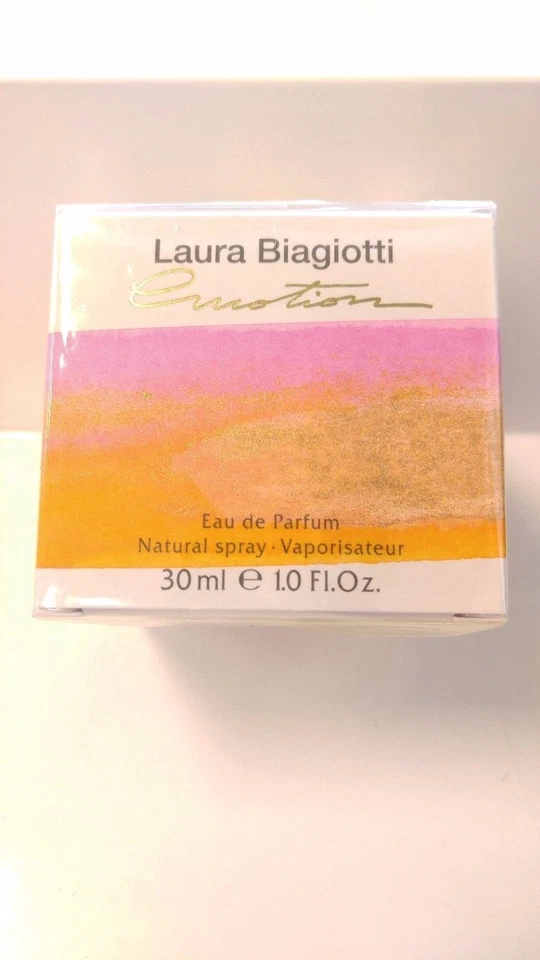 Laura Biagiotti
Emotion
Eau de Parfum
Natural spray · Vaporisateur
30 ml ℮ 1.0 Fl.Oz.